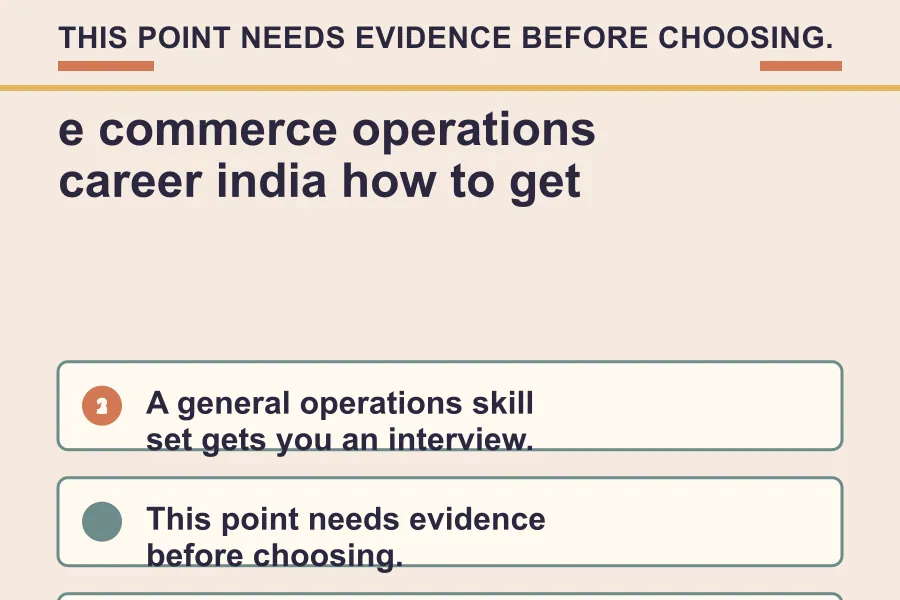 THIS POINT NEEDS EVIDENCE BEFORE CHOOSING.
e commerce operations
career india how to get
A general operations skill
set gets you an interview.
This point needs evidence
before choosing.